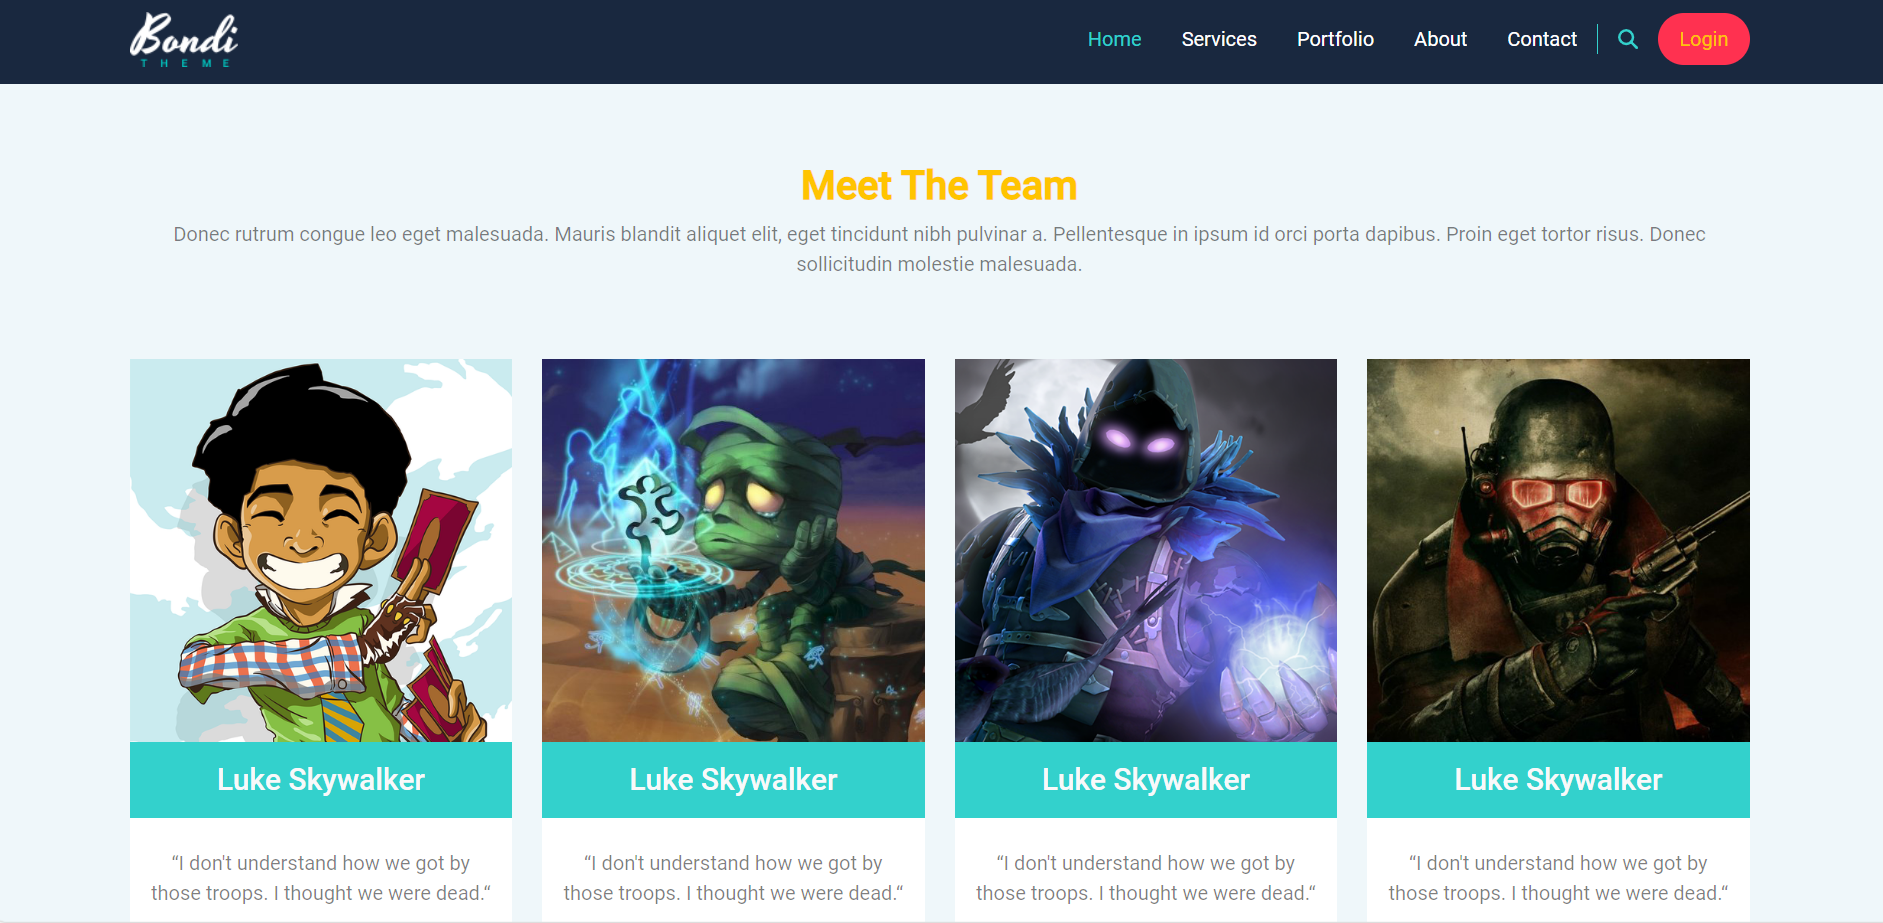 Bondi
THEME
Home Services Portfolio About Contact Login
Meet The Team
Donec rutrum congue leo eget malesuada. Mauris blandit aliquet elit, eget tincidunt nibh pulvinar a. Pellentesque in ipsum id orci porta dapibus. Proin eget tortor risus. Donec
sollicitudin molestie malesuada.
Luke Skywalker
“I don't understand how we got by
those troops. I thought we were dead.“
Luke Skywalker
“I don't understand how we got by
those troops. I thought we were dead.“
Luke Skywalker
“I don't understand how we got by
those troops. I thought we were dead.“
Luke Skywalker
“I don't understand how we got by
those troops. I thought we were dead.“